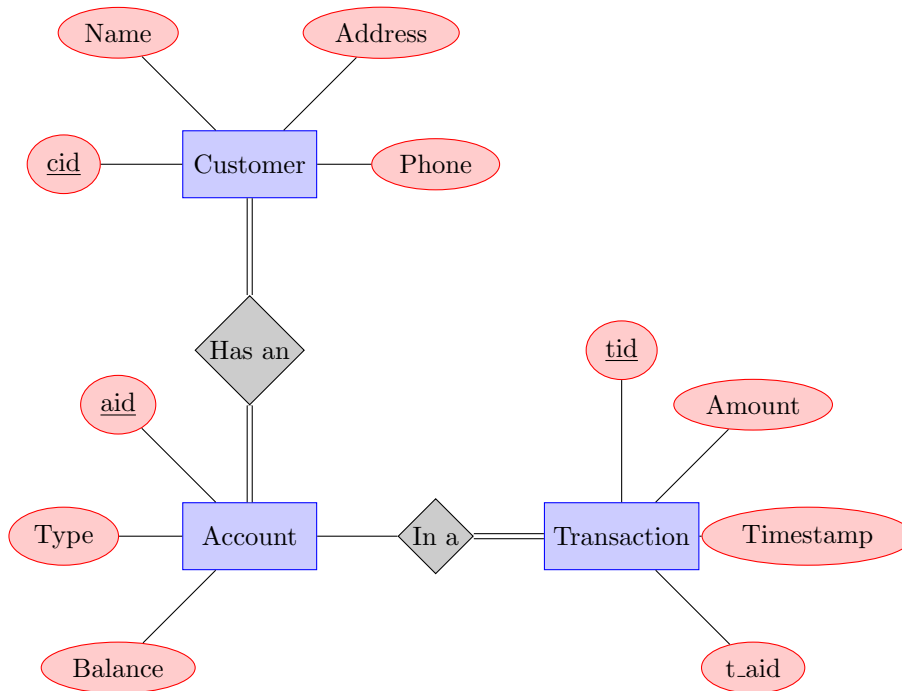 Name
Address
cid
Customer
Phone
Has an
tid
aid
Amount
Type
Account
In a
Transaction
Timestamp
Balance
t_aid